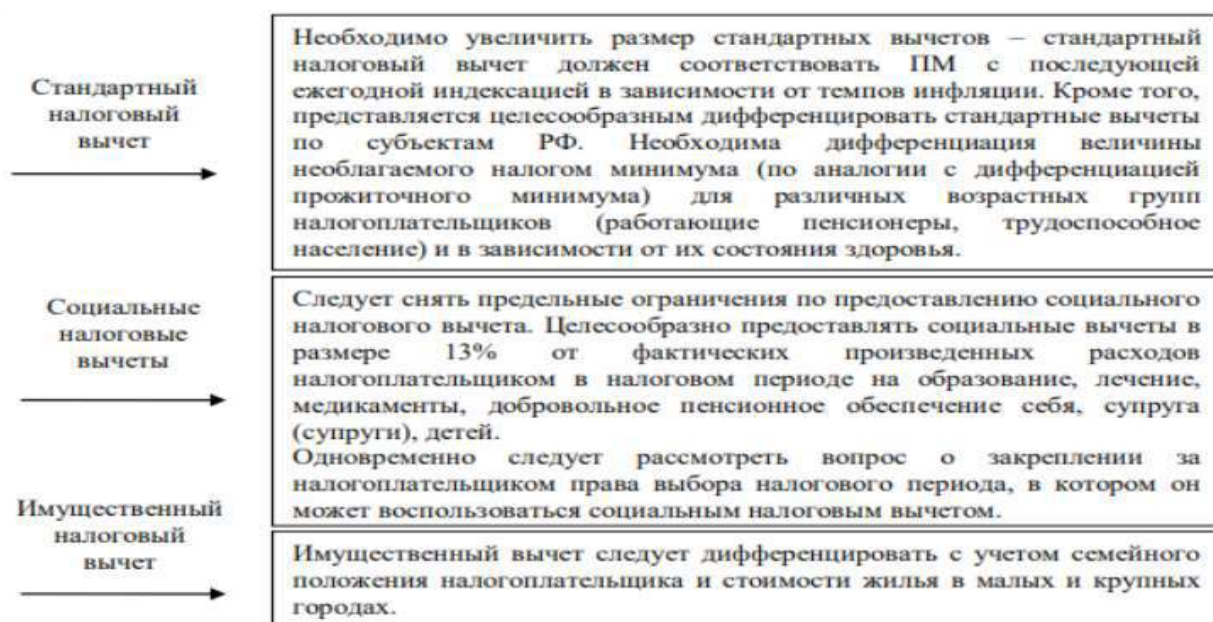 Стандартный
налоговый
вычет
Необходимо увеличить размер стандартных вычетов – стандартный
налоговый вычет должен соответствовать ПМ с последующей
ежегодной индексацией в зависимости от темпов инфляции. Кроме того,
представляется целесообразным дифференцировать стандартные вычеты
по субъектам РФ. Необходима дифференциация величины
необлагаемого налогом минимума (по аналогии с дифференциацией
прожиточного минимума) для различных возрастных групп
налогоплательщиков (работающие пенсионеры, трудоспособное
население) и в зависимости от их состояния здоровья.
Социальные
налоговые
вычеты
Следует снять предельные ограничения по предоставлению социального
налогового вычета. Целесообразно предоставлять социальные вычеты в
размере 13% от фактических произведенных расходов
налогоплательщиком в налоговом периоде на образование, лечение,
медикаменты, добровольное пенсионное обеспечение себя, супруга
(супруги), детей.
Одновременно следует рассмотреть вопрос о закреплении за
налогоплательщиком права выбора налогового периода, в котором он
может воспользоваться социальным налоговым вычетом.
Имущественный
налоговый
вычет
Имущественный вычет следует дифференцировать с учетом семейного
положения налогоплательщика и стоимости жилья в малых и крупных
городах.